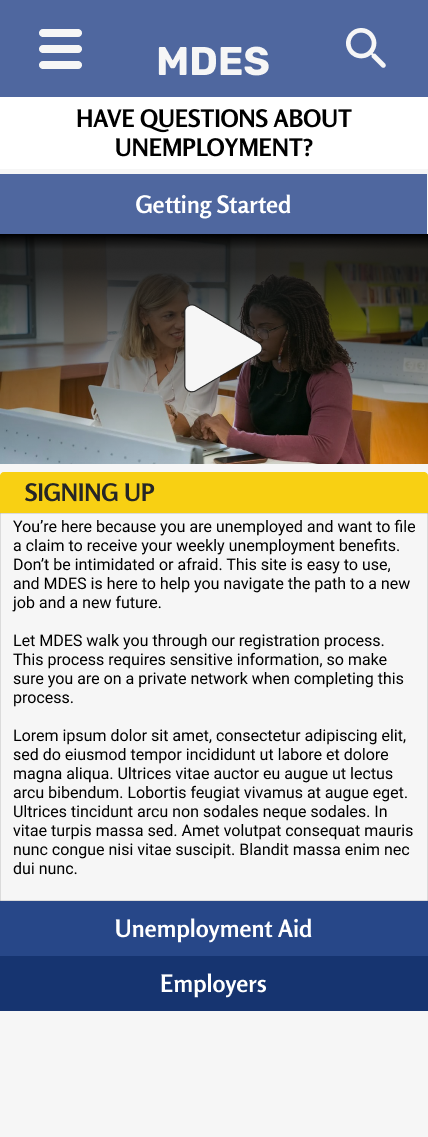 MDES
HAVE QUESTIONS ABOUT
UNEMPLOYMENT?
Getting Started
SIGNING UP
You’re here because you are unemployed and want to file
a claim to receive your weekly unemployment benefits.
Don’t be intimidated or afraid. This site is easy to use,
and MDES is here to help you navigate the path to a new
job and a new future.
Let MDES walk you through our registration process.
This process requires sensitive information, so make
sure you are on a private network when completing this
process.
Lorem ipsum dolor sit amet, consectetur adipiscing elit,
sed do eiusmod tempor incididunt ut labore et dolore
magna aliqua. Ultrices vitae auctor eu augue ut lectus
arcu bibendum. Lobortis feugiat vivamus at augue eget.
Ultrices tincidunt arcu non sodales neque sodales. In
vitae turpis massa sed. Amet volutpat consequat mauris
nunc congue nisi vitae suscipit. Blandit massa enim nec
dui nunc.
Unemployment Aid
Employers